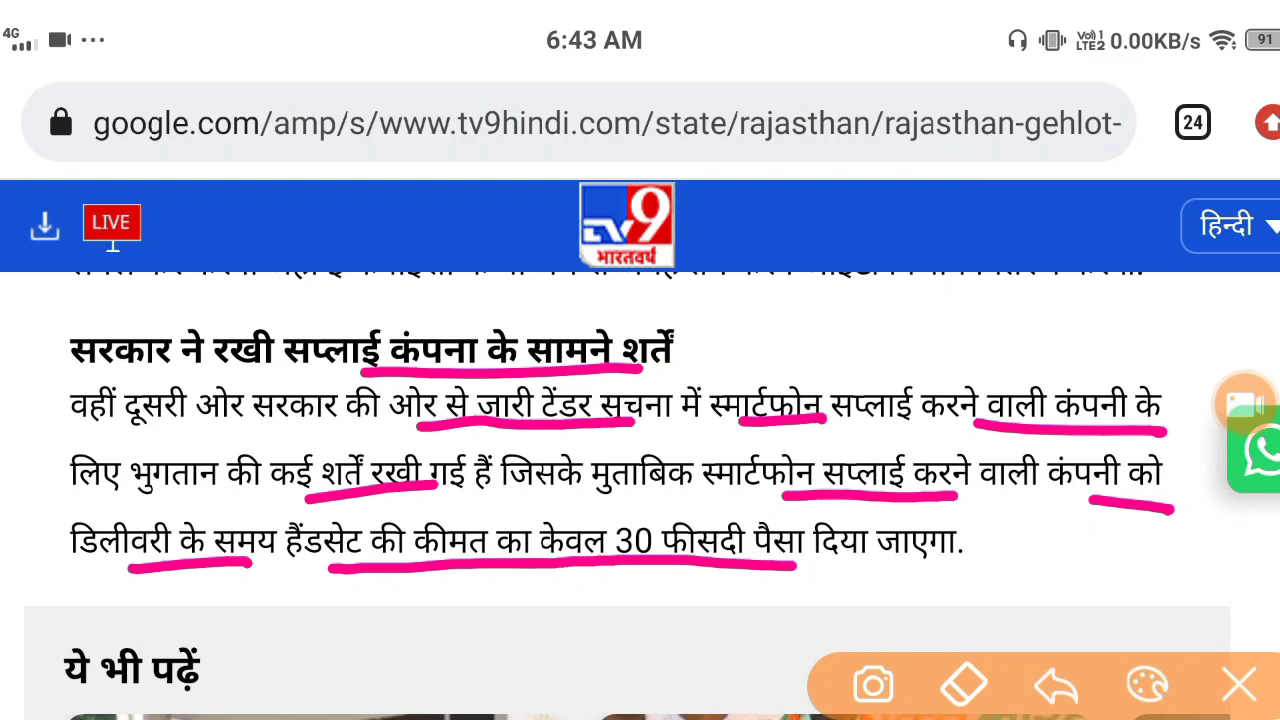 4G
6:43 AM
Vo) 1 LTE2 0.00KB/s 91
google.com/amp/s/www.tv9hindi.com/state/rajasthan/rajasthan-gehlot-
24
LIVE
TV9
भारतवर्ष
हिन्दी
सरकार ने रखी सप्लाई कंपना के सामने शर्तें
वहीं दूसरी ओर सरकार की ओर से जारी टेंडर सचना में स्मार्टफोन सप्लाई करने वाली कंपनी के
लिए भुगतान की कई शर्तें रखी गई हैं जिसके मुताबिक स्मार्टफोन सप्लाई करने वाली कंपनी को
डिलीवरी के समय हैंडसेट की कीमत का केवल 30 फीसदी पैसा दिया जाएगा.
ये भी पढ़ें